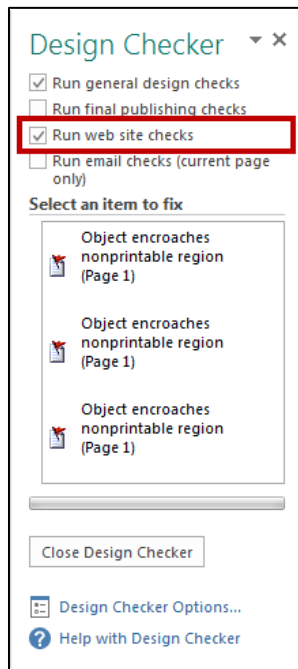 Design Checker
Run general design checks
Run final publishing checks
Run web site checks
Run email checks (current page
only)
Select an item to fix
Object encroaches
nonprintable region
(Page 1)
Object encroaches
nonprintable region
(Page 1)
Object encroaches
nonprintable region
(Page 1)
Close Design Checker
Design Checker Options...
Help with Design Checker